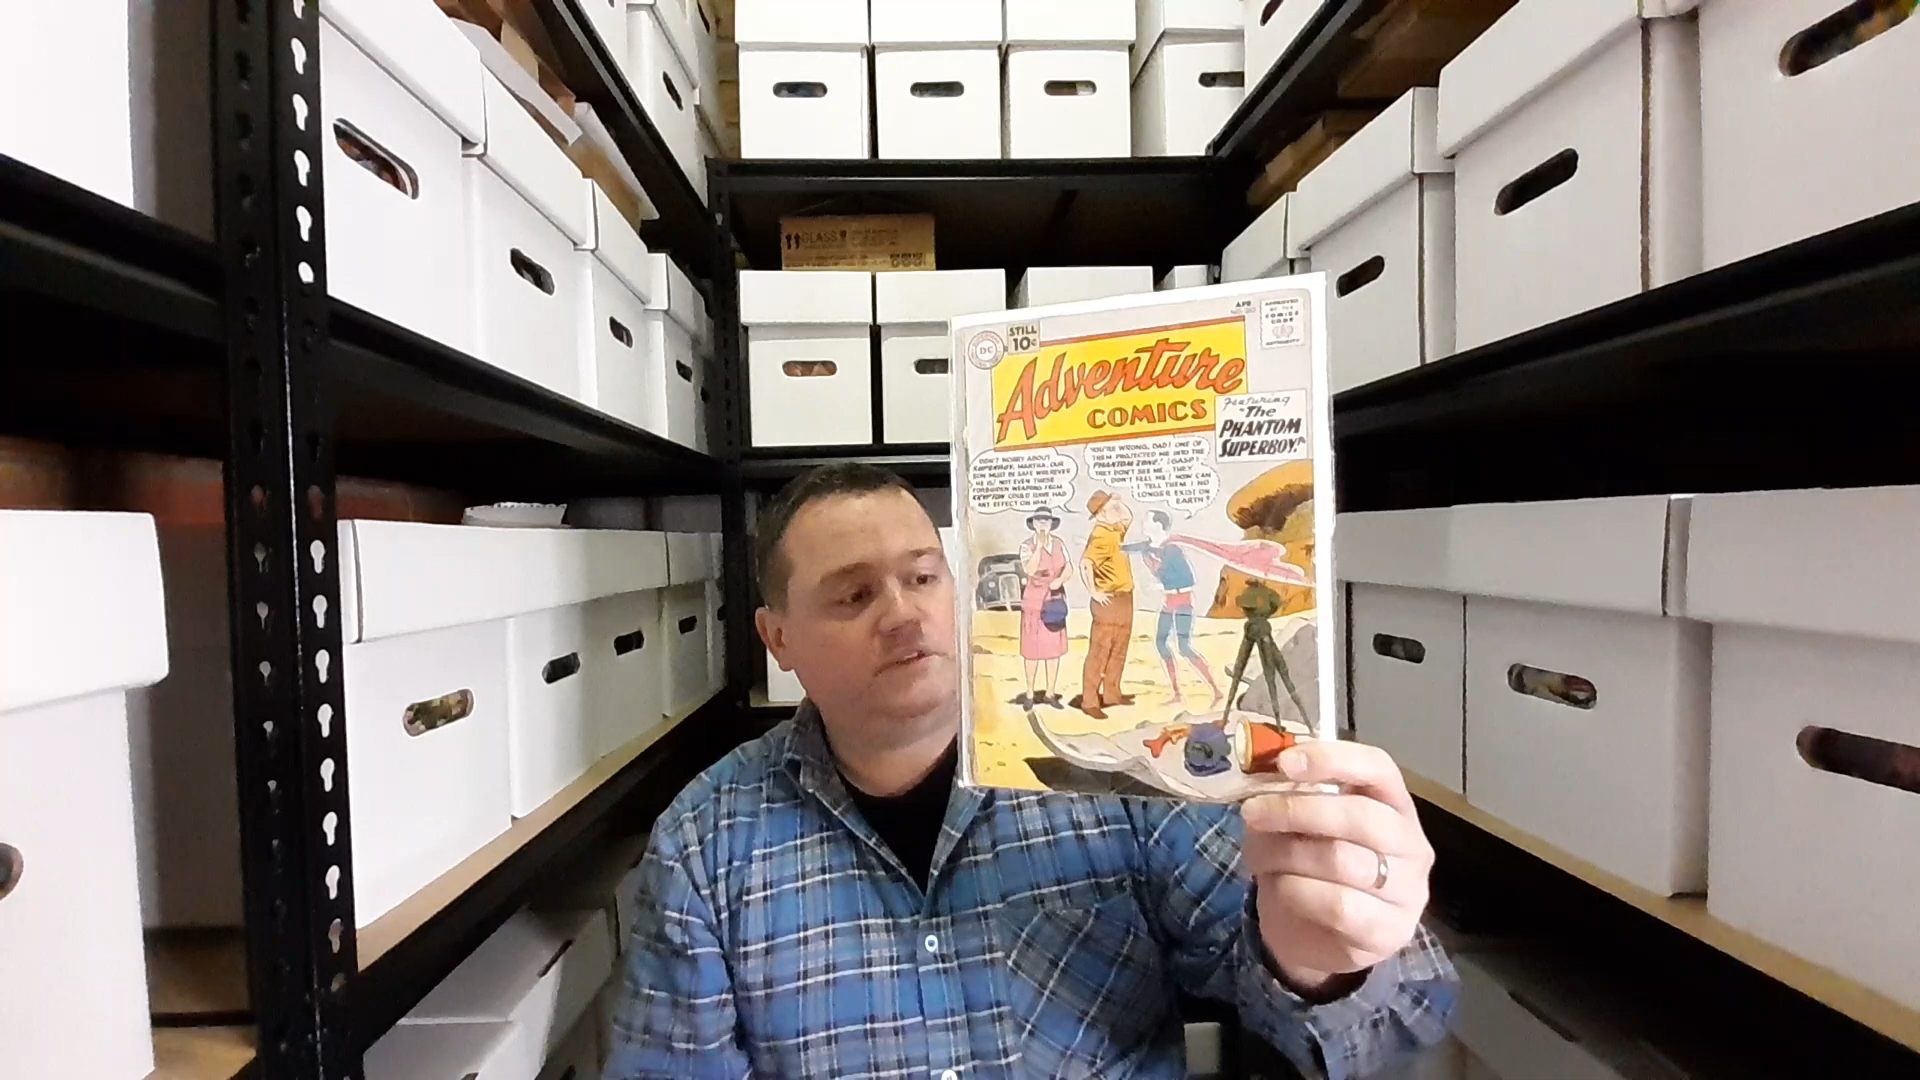 GLASS
STILL
10¢
DC
APR
APPROVED
BY THE
COMICS
CODE
AUTHORITY
Adventure
COMICS
Featuring
"The
PHANTOM
SUPERBOY!"
DON'T WORRY ABOUT
SUPERBOY, MARTHA. OUR
SON MUST BE SAFE WHEREVER
HE IS! NOT EVEN THESE
FORBIDDEN WEAPONS FROM
KRYPTON COULD HAVE HAD
ANY EFFECT ON HIM!
YOU'RE WRONG, DAD! ONE OF
THEM PROJECTED ME INTO THE
PHANTOM ZONE! (GASP!)
THEY DON'T SEE ME... THEY
DON'T FEEL ME! HOW CAN
I TELL THEM I NO
LONGER EXIST ON
EARTH?